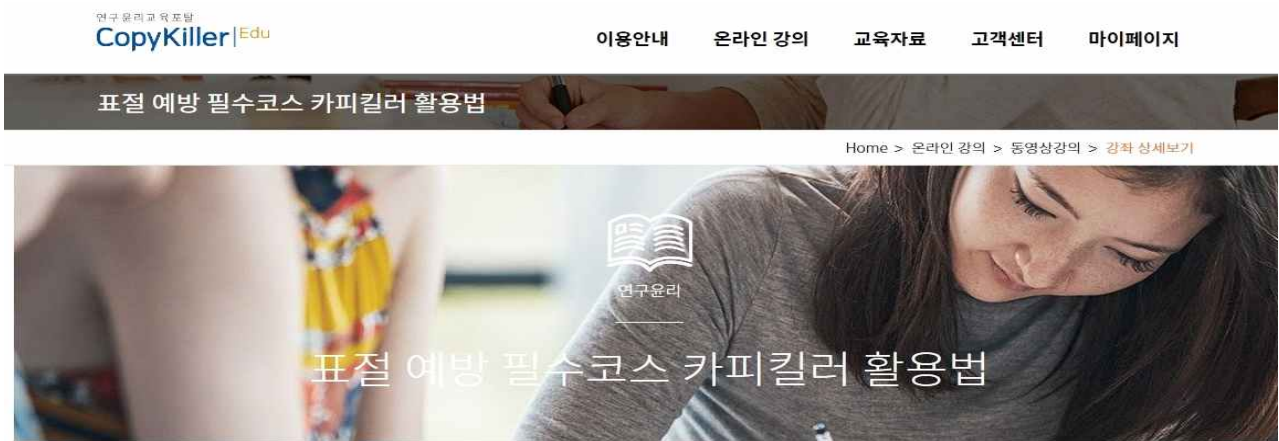 연구윤리교육포탈
CopyKiller|Edu
이용안내 온라인 강의 교육자료 고객센터 마이페이지
표절 예방 필수코스 카피킬러 활용법
Home > 온라인 강의 > 동영상강의 > 강좌 상세보기
연구윤리
표절 예방 필수코스 카피킬러 활용법